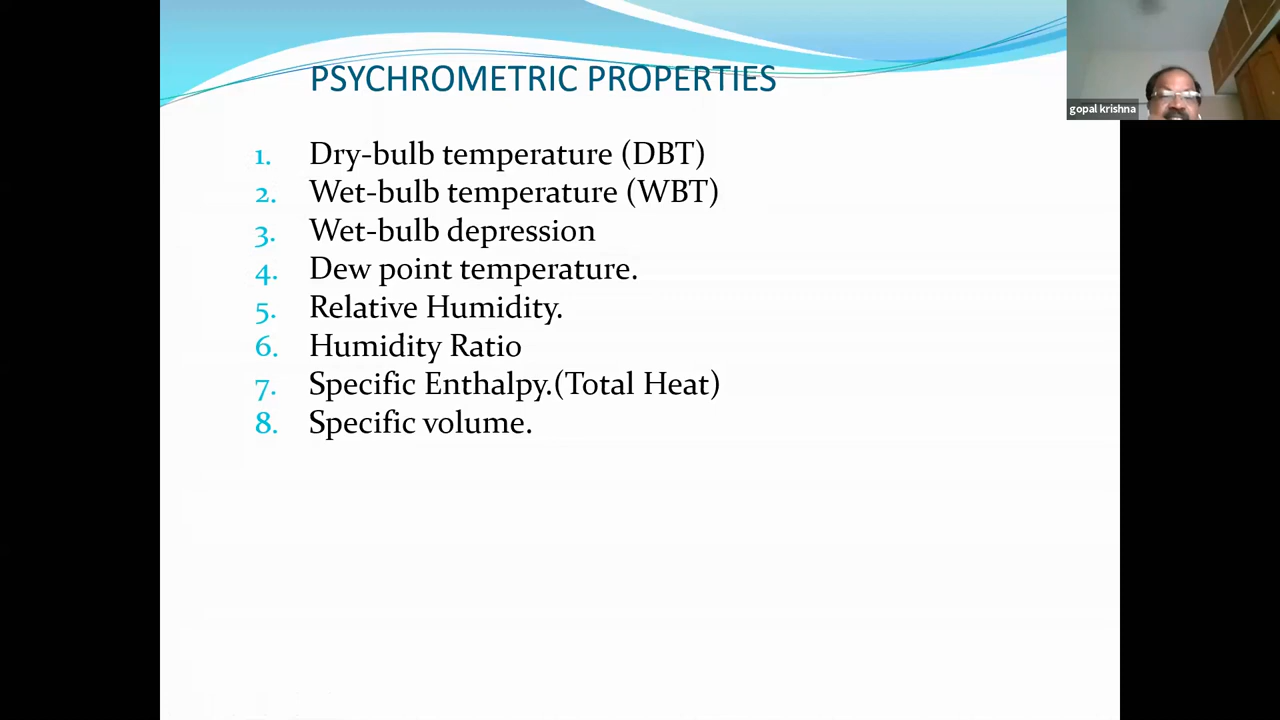 PSYCHROMETRIC PROPERTIES
gopal krishna
1. Dry-bulb temperature (DBT)
2. Wet-bulb temperature (WBT)
3. Wet-bulb depression
4. Dew point temperature.
5. Relative Humidity.
6. Humidity Ratio
7. Specific Enthalpy.(Total Heat)
8. Specific volume.